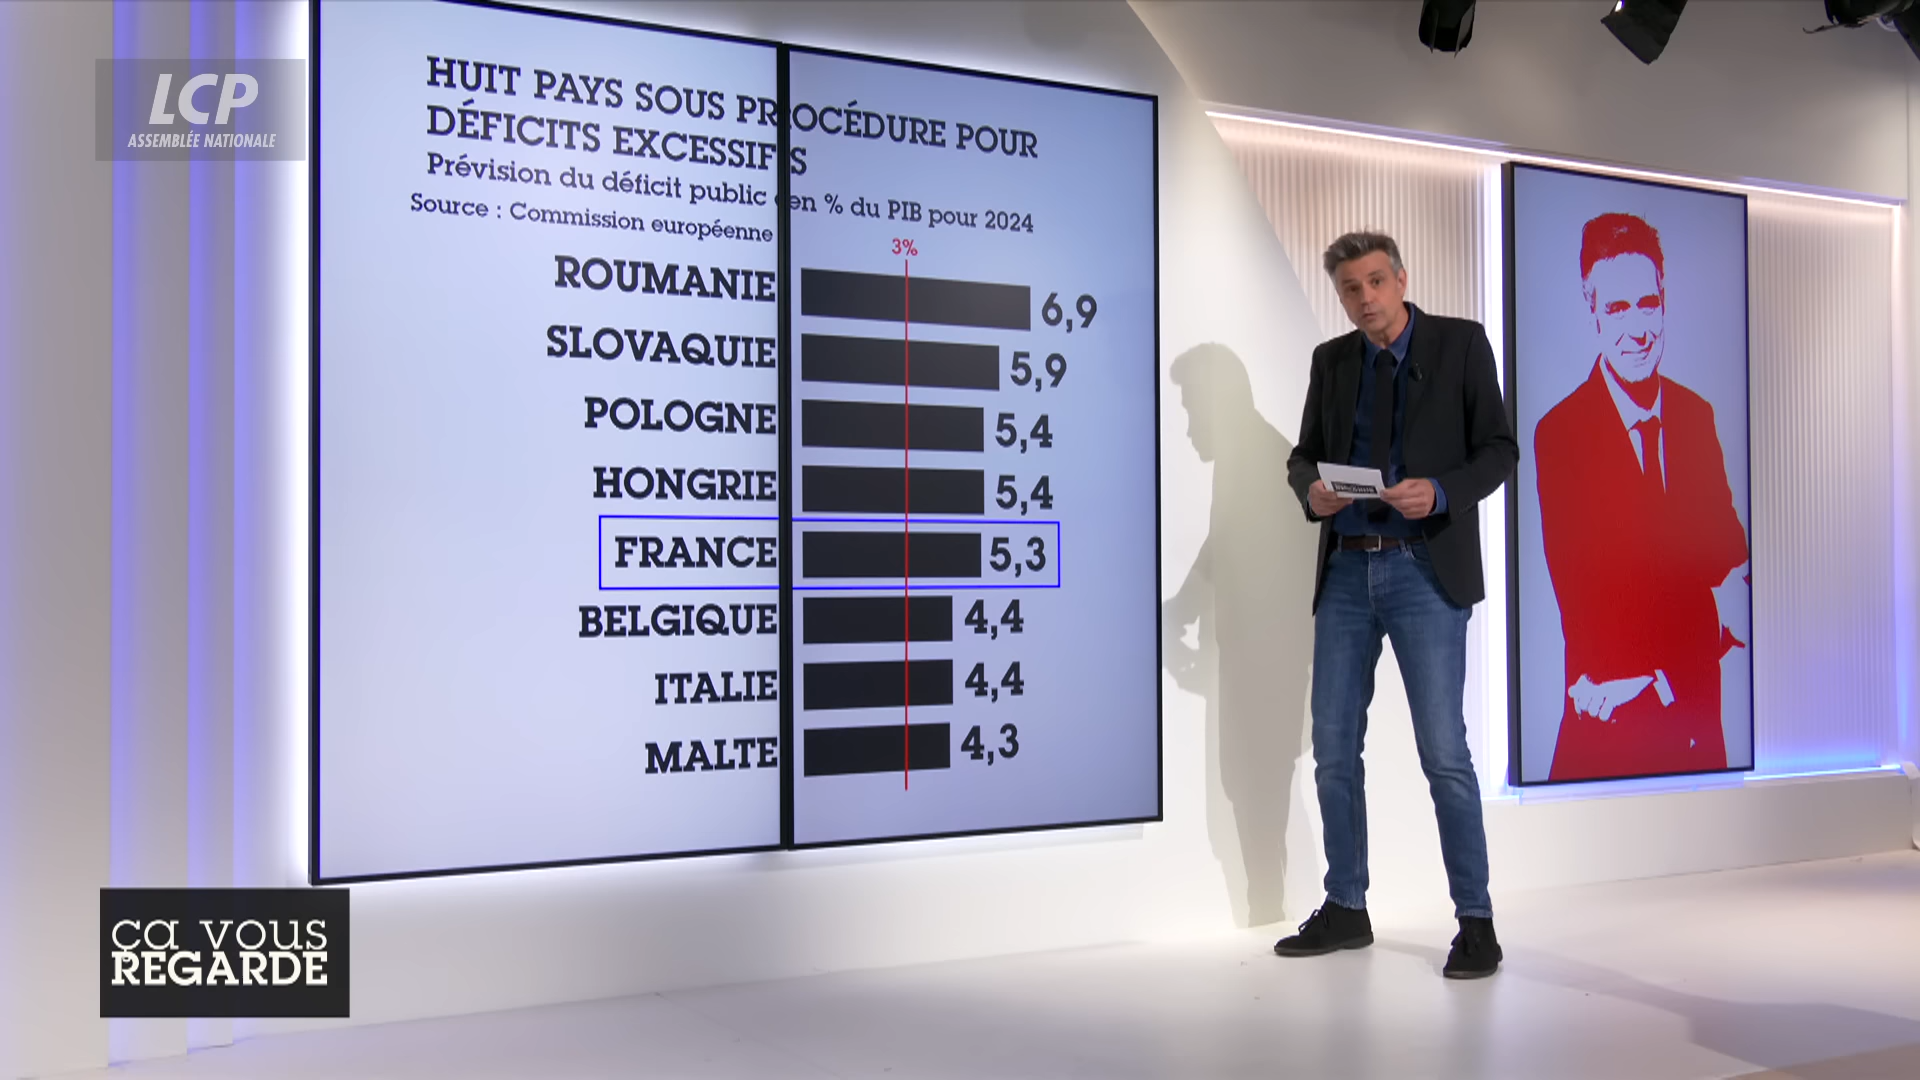 LCP
ASSEMBLÉE NATIONALE
HUIT PAYS SOUS PROCÉDURE POUR
DÉFICITS EXCESSIFS
Prévision du déficit public en % du PIB pour 2024
Source : Commission européenne
3%
ROUMANIE 6,9
SLOVAQUIE 5,9
POLOGNE 5,4
HONGRIE 5,4
FRANCE 5,3
BELGIQUE 4,4
ITALIE 4,4
MALTE 4,3
ça vous
REGARDE